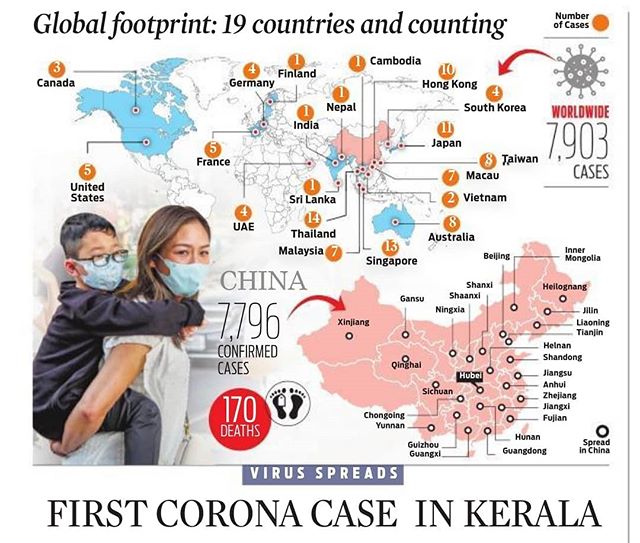 Global footprint: 19 countries and counting
Number
of Cases
3
Canada
4
Germany
1
Finland
1
Cambodia
10
Hong Kong
4
South Korea
1
Nepal
1
India
11
Japan
5
France
8
Taiwan
7
Macau
2
Vietnam
5
United
States
4
UAE
1
Sri Lanka
14
Thailand
Malaysia 7
13
Singapore
8
Australia
WORLDWIDE
7,903
CASES
CHINA
7,796
CONFIRMED
CASES
170
DEATHS
Beijing
Inner
Mongolia
Shanxi
Shaanxi
Ningxia
Gansu
Heilognang
Xinjiang
Jilin
Liaoning
Tianjin
Helnan
Shandong
Qinghai
Hubei
Jiangsu
Anhui
Sichuan
Zhejiang
Jiangxi
Chongoing
Yunnan
Fujian
Guizhou
Guangxi
Hunan
Guangdong
Spread
in China
VIRUS SPREADS
FIRST CORONA CASE IN KERALA